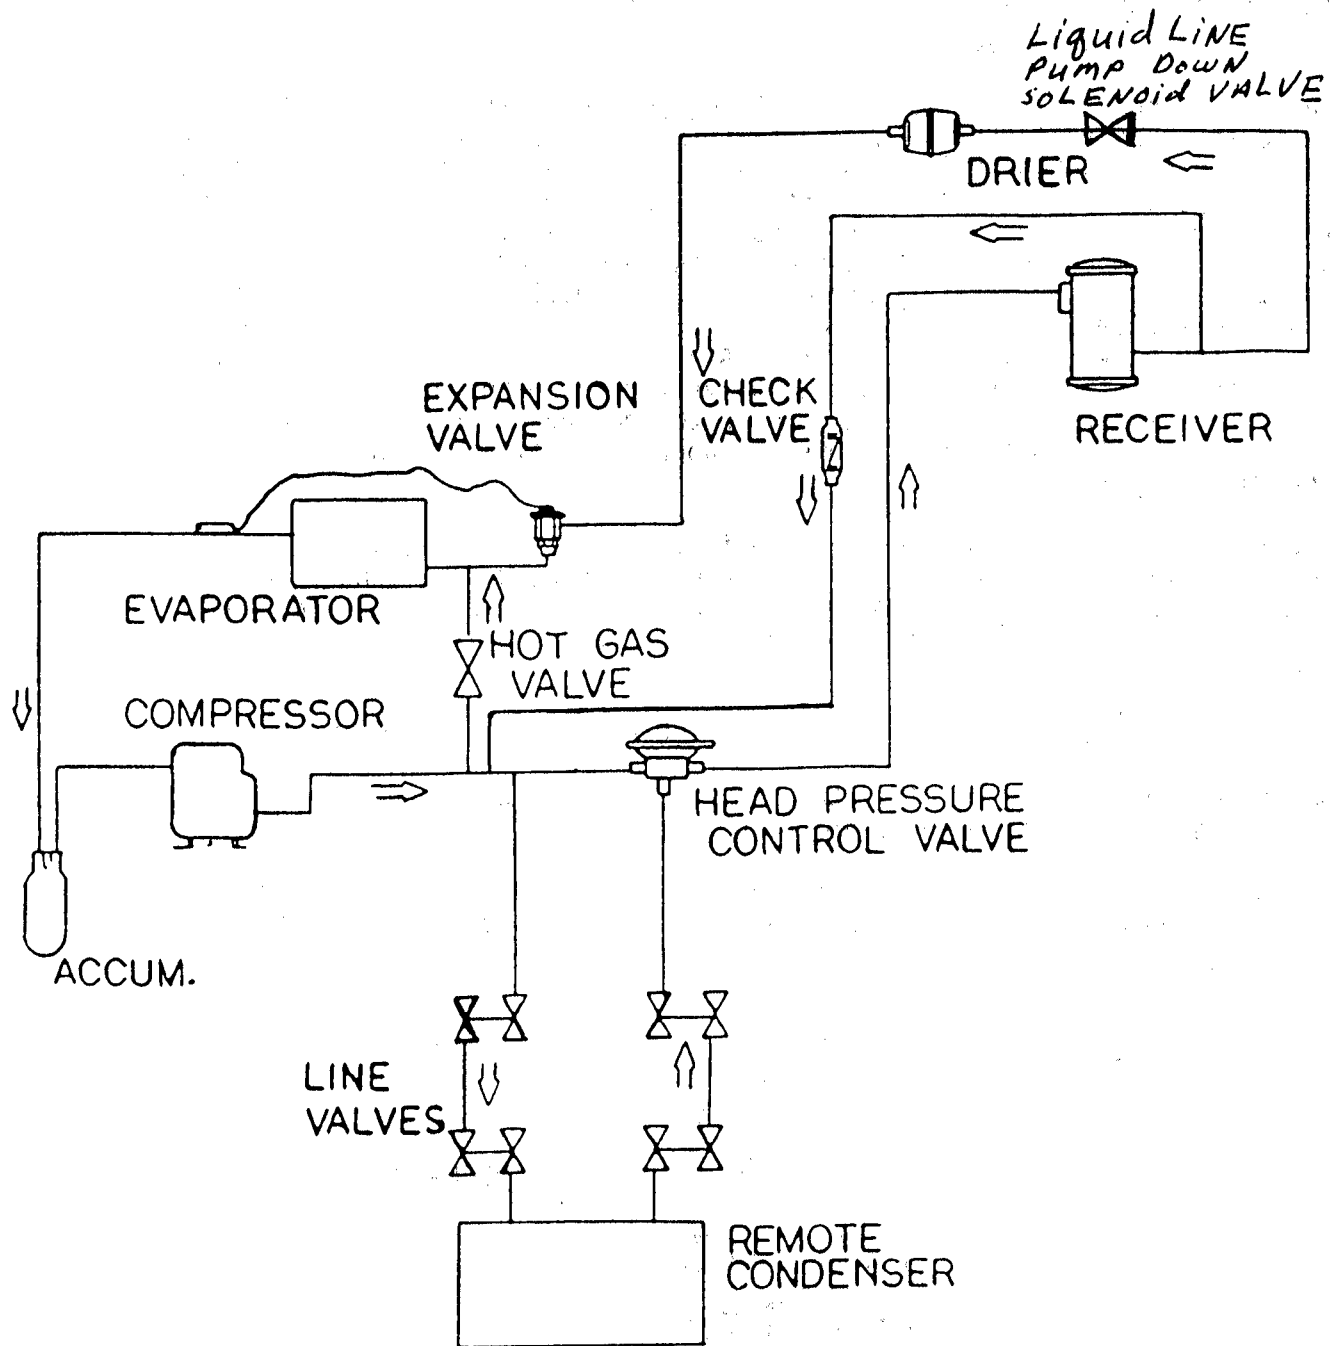 Liquid LiNE
Pump DowN
SOLENOid VALVE
DRIER
EXPANSION
VALVE
CHECK
VALVE
RECEIVER
EVAPORATOR
HOT GAS
VALVE
COMPRESSOR
HEAD PRESSURE
CONTROL VALVE
ACCUM.
LINE
VALVES
REMOTE
CONDENSER